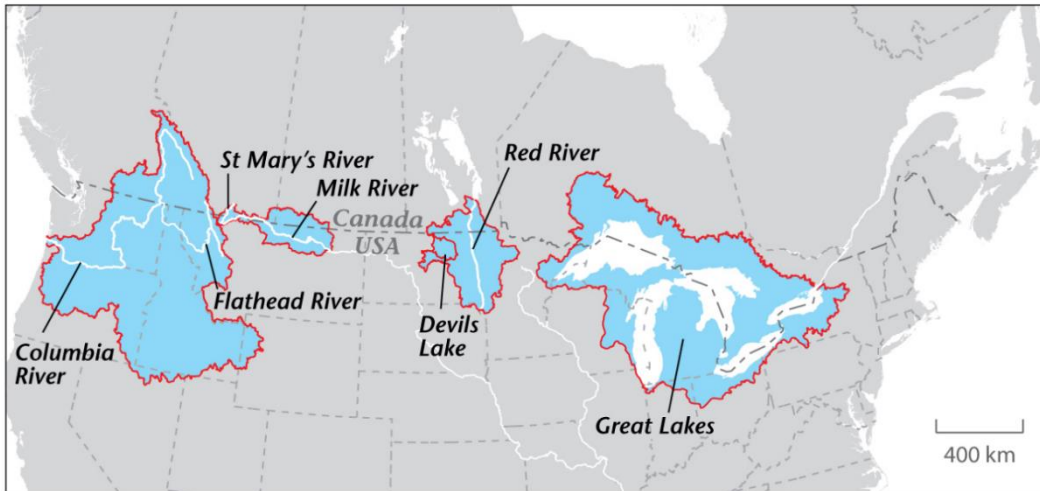 St Mary's River
Milk River
Red River
Canada
USA
Flathead River
Columbia
River
Devils
Lake
Great Lakes
400 km